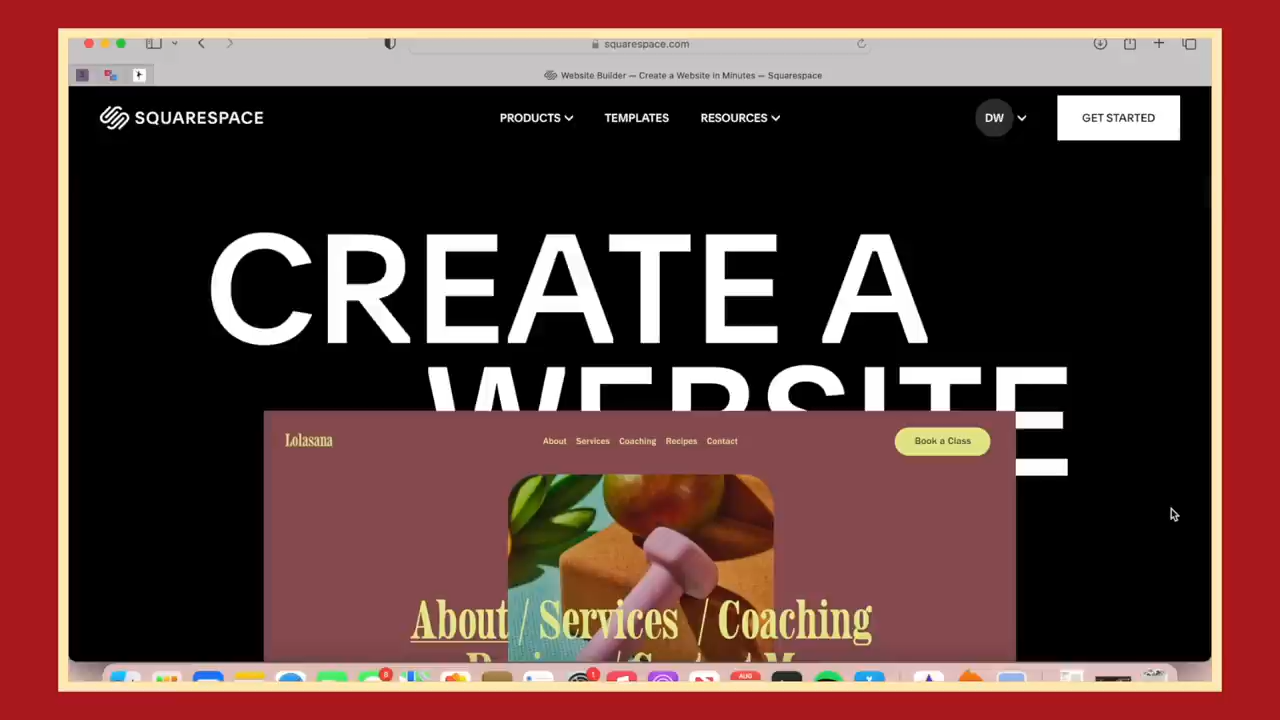 squarespace.com
Website Builder — Create a Website in Minutes — Squarespace
SQUARESPACE
PRODUCTS
TEMPLATES
RESOURCES
DW
GET STARTED
CREATE A
WEBSITE
Lolasana
About
Services
Coaching
Recipes
Contact
Book a Class
About / Services / Coaching
AUG